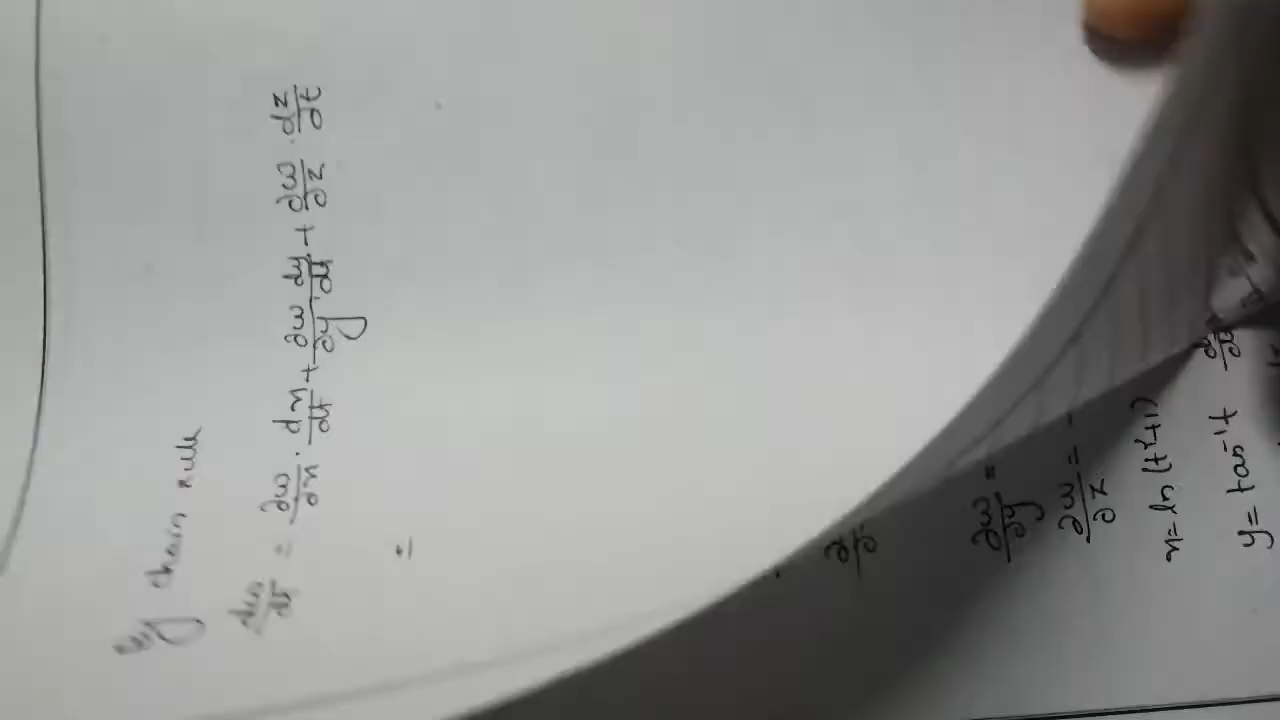 By chain rule
dw/dt = ∂w/∂x · dx/dt + ∂w/∂y · dy/dt + ∂w/∂z · dz/dt
=
∂w/∂y =
∂w/∂z = -
x = ln (t²+1)
y = tan⁻¹t